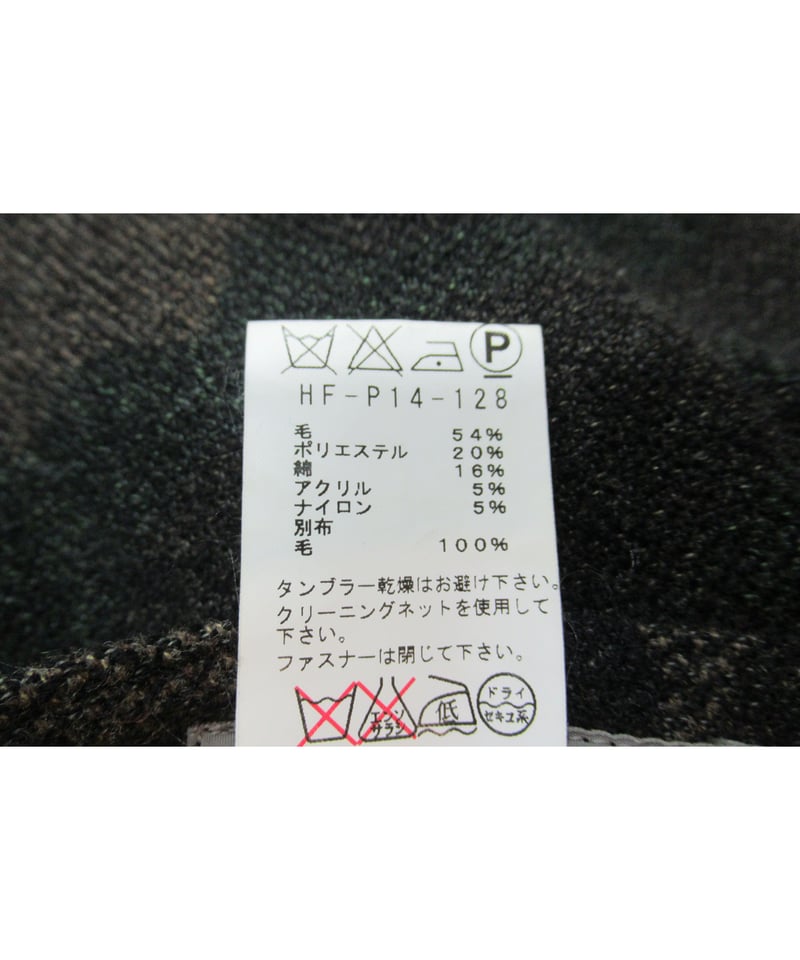 P
HF-P14-128
毛 54%
ポリエステル 20%
綿 16%
アクリル 5%
ナイロン 5%
別布
毛 100%
タンブラー乾燥はお避け下さい。
クリーニングネットを使用して
下さい。
ファスナーは閉じて下さい。
エンソ
サラシ
低
ドライ
セキユ系